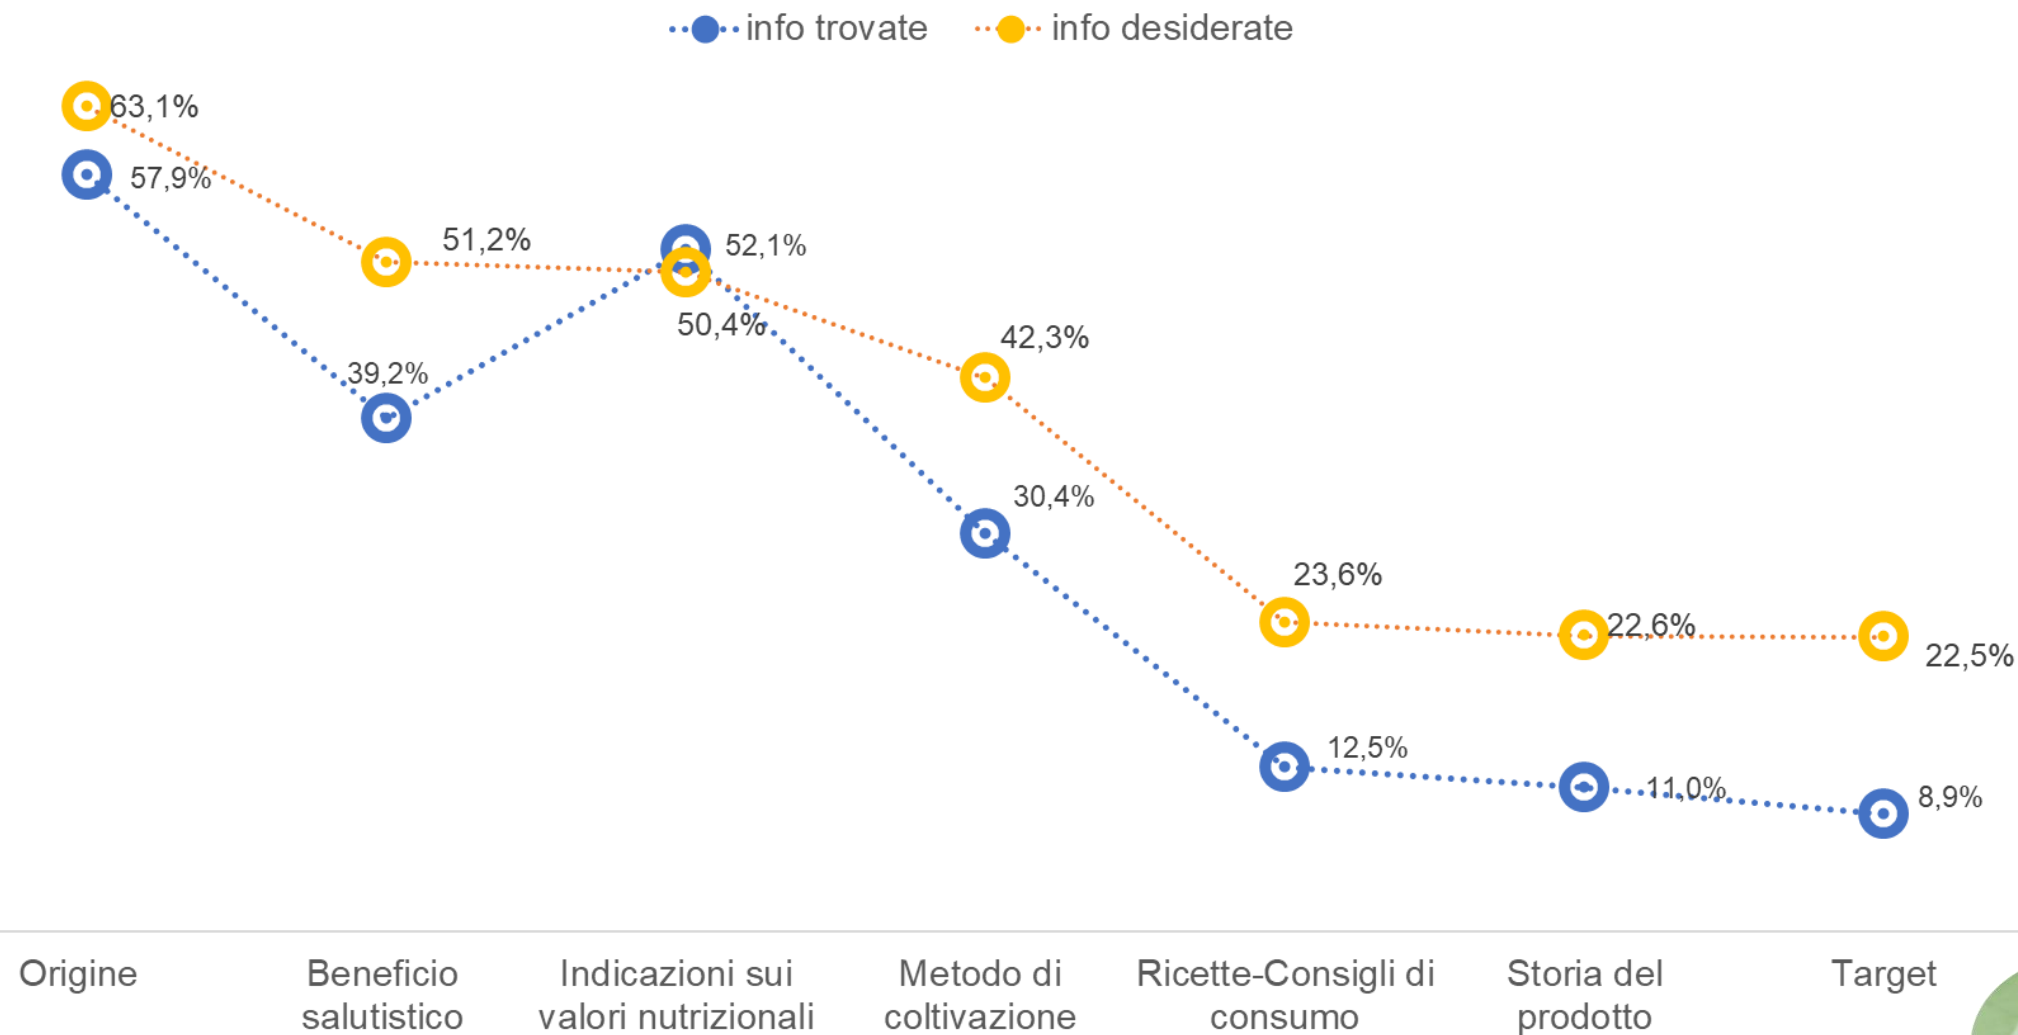 info trovate info desiderate
63,1%
57,9%
51,2%
52,1%
50,4%
42,3%
39,2%
30,4%
23,6%
22,6%
22,5%
12,5%
11,0%
8,9%
Origine
Beneficio
salutistico
Indicazioni sui
valori nutrizionali
Metodo di
coltivazione
Ricette-Consigli di
consumo
Storia del
prodotto
Target